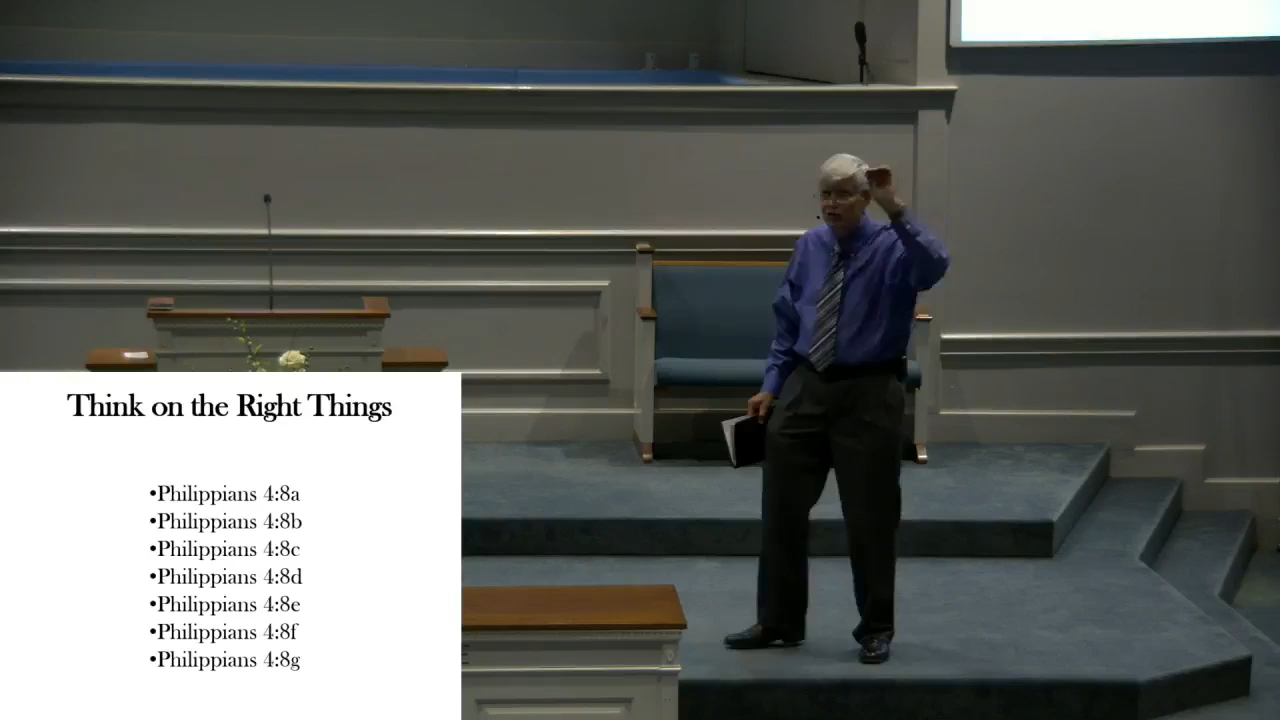 Think on the Right Things
•Philippians 4:8a
•Philippians 4:8b
•Philippians 4:8c
•Philippians 4:8d
•Philippians 4:8e
•Philippians 4:8f
•Philippians 4:8g